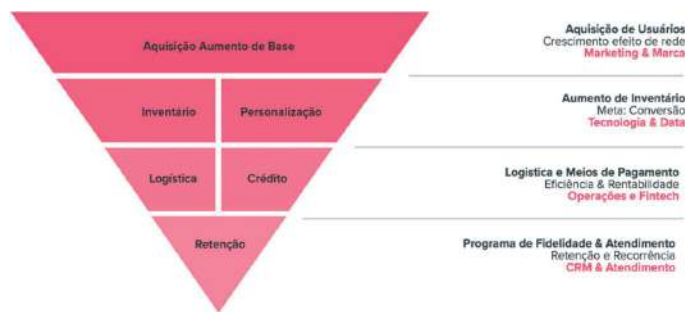 Aquisição Aumento de Base
Inventário
Personalização
Logística
Crédito
Retenção
Aquisição de Usuários
Crescimento efeito de rede
Marketing & Marca
Aumento de Inventário
Meta: Conversão
Tecnologia & Data
Logística e Meios de Pagamento
Eficiência & Rentabilidade
Operações e Fintech
Programa de Fidelidade & Atendimento
Retenção e Recorrência
CRM & Atendimento